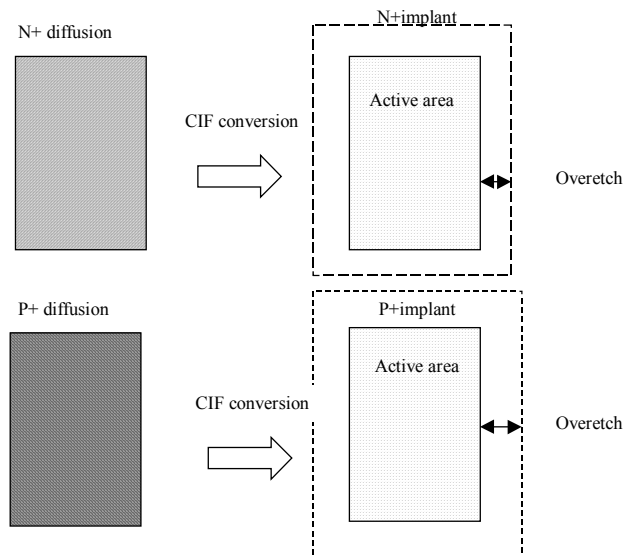 N+ diffusion
N+implant
Active area
CIF conversion
Overetch
P+ diffusion
P+implant
Active area
CIF conversion
Overetch